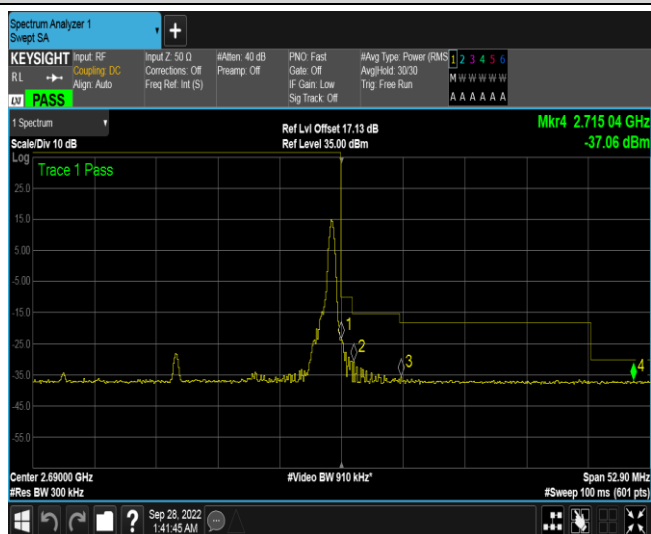 Spectrum Analyzer 1
Swept SA
+
KEYSIGHT
RL
LXI PASS
Input: RF
Coupling: DC
Align: Auto
Input Z: 50 Ω
Corrections: Off
Freq Ref: Int (S)
#Atten: 40 dB
Preamp: Off
PNO: Fast
Gate: Off
IF Gain: Low
Sig Track: Off
#Avg Type: Power (RMS
Avg|Hold: 30/30
Trig: Free Run
1 2 3 4 5 6
M W W W W W
A A A A A A
1 Spectrum
Scale/Div 10 dB
Ref Lvl Offset 17.13 dB
Ref Level 35.00 dBm
Mkr4 2.715 04 GHz
-37.06 dBm
Log
Trace 1 Pass
25.0
15.0
5.00
-5.00
-15.0
-25.0
-35.0
-45.0
-55.0
1
2
3
4
Center 2.69000 GHz
#Res BW 300 kHz
#Video BW 910 kHz*
Span 52.90 MHz
#Sweep 100 ms (601 pts)
?
Sep 28, 2022
1:41:45 AM